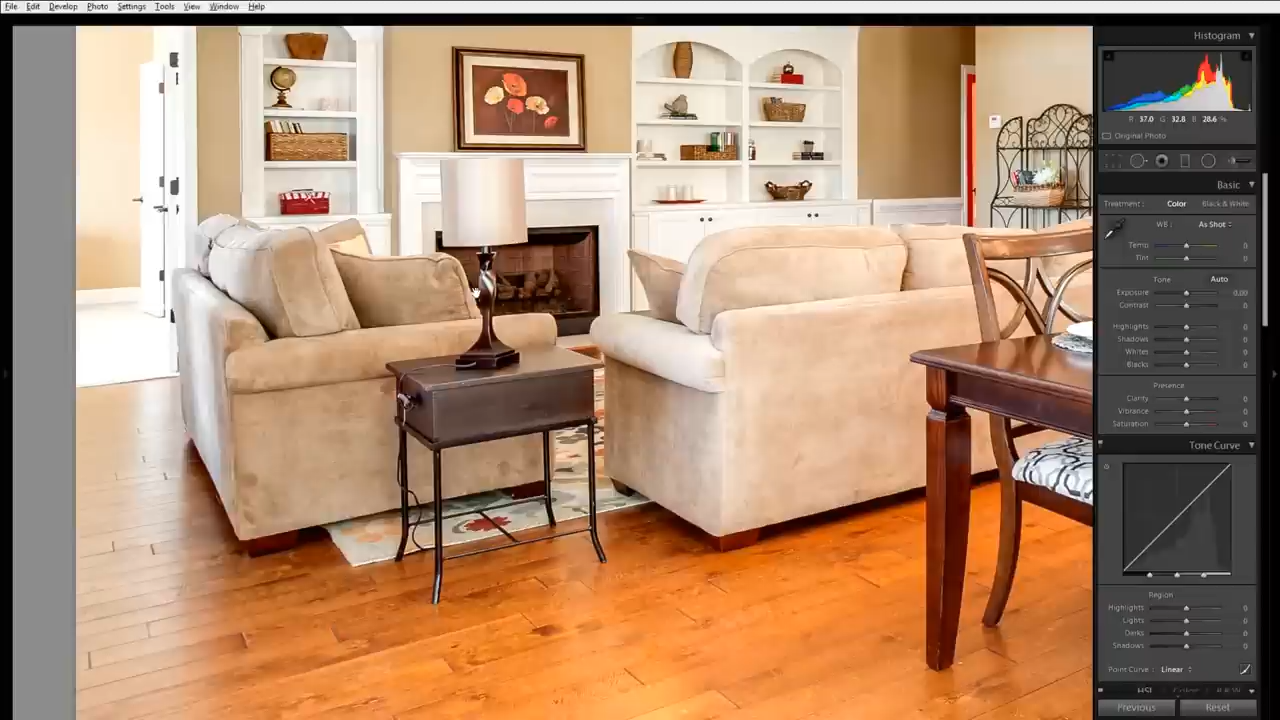 File Edit Develop Photo Settings Tools View Window Help
Histogram
R 37.0 G 32.8 B 28.6 %
Original Photo
Basic
Treatment: Color Black & White
WB: As Shot
Temp 0
Tint 0
Tone Auto
Exposure 0.00
Contrast 0
Highlights 0
Shadows 0
Whites 0
Blacks 0
Presence
Clarity 0
Vibrance 0
Saturation 0
Tone Curve
Region
Highlights 0
Lights 0
Darks 0
Shadows 0
Point Curve: Linear
HSL Color B & W
Previous Reset